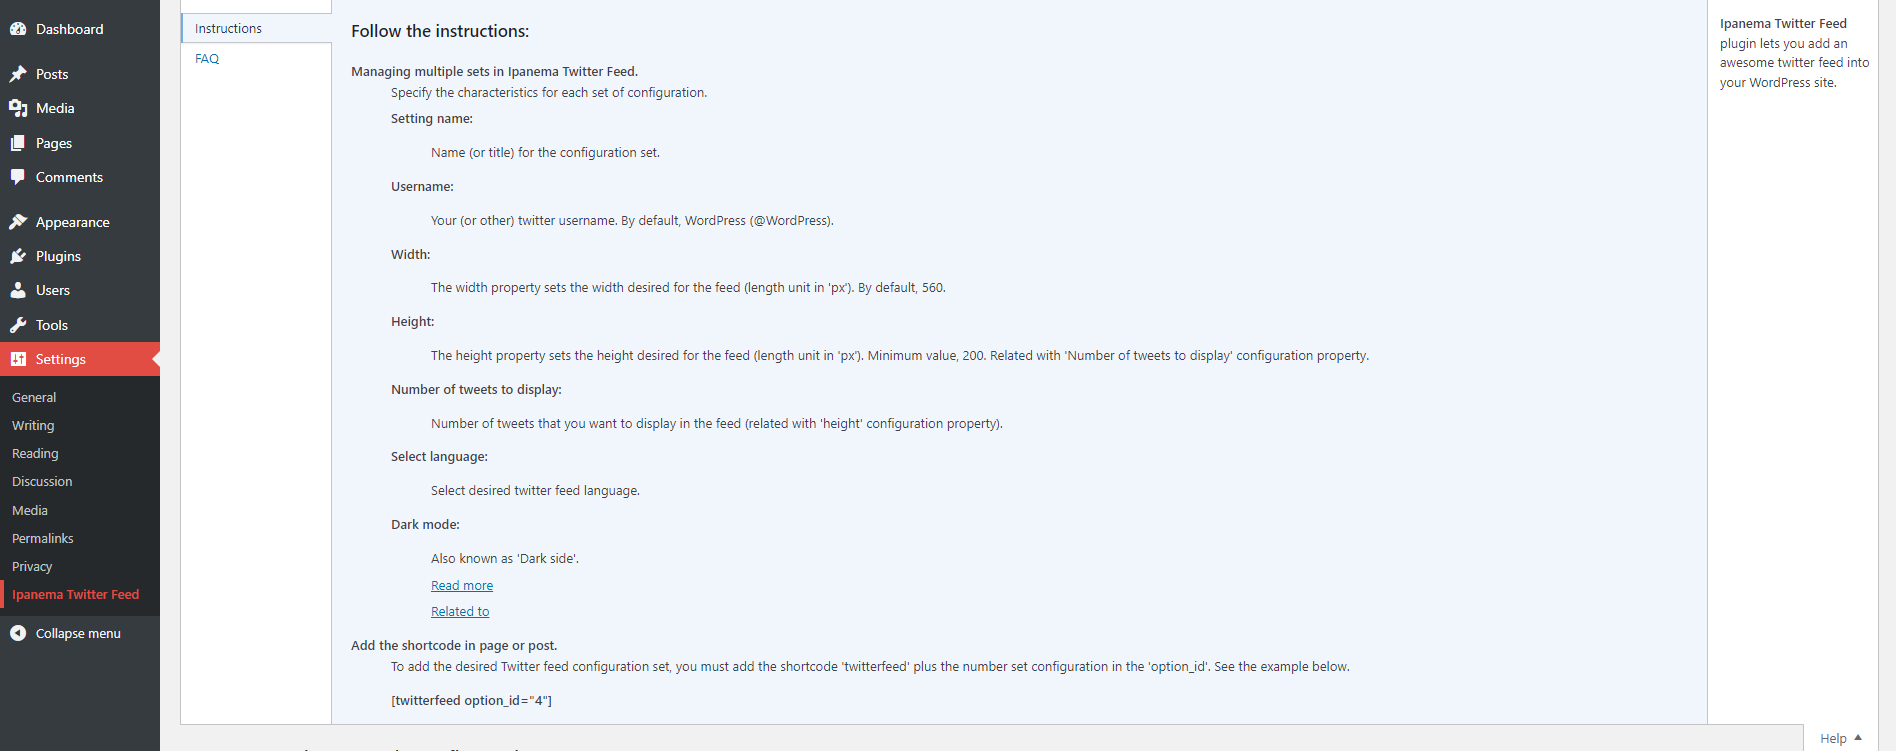 Dashboard
Posts
Media
Pages
Comments
Appearance
Plugins
Users
Tools
Settings
General
Writing
Reading
Discussion
Media
Permalinks
Privacy
Ipanema Twitter Feed
Collapse menu
Instructions
FAQ
Follow the instructions:
Managing multiple sets in Ipanema Twitter Feed.
Specify the characteristics for each set of configuration.
Setting name:
Name (or title) for the configuration set.
Username:
Your (or other) twitter username. By default, WordPress (@WordPress).
Width:
The width property sets the width desired for the feed (length unit in 'px'). By default, 560.
Height:
The height property sets the height desired for the feed (length unit in 'px'). Minimum value, 200. Related with 'Number of tweets to display' configuration property.
Number of tweets to display:
Number of tweets that you want to display in the feed (related with 'height' configuration property).
Select language:
Select desired twitter feed language.
Dark mode:
Also known as 'Dark side'.
Read more
Related to
Add the shortcode in page or post.
To add the desired Twitter feed configuration set, you must add the shortcode 'twitterfeed' plus the number set configuration in the 'option_id'. See the example below.
[twitterfeed option_id="4"]
Ipanema Twitter Feed
plugin lets you add an
awesome twitter feed into
your WordPress site.
Help